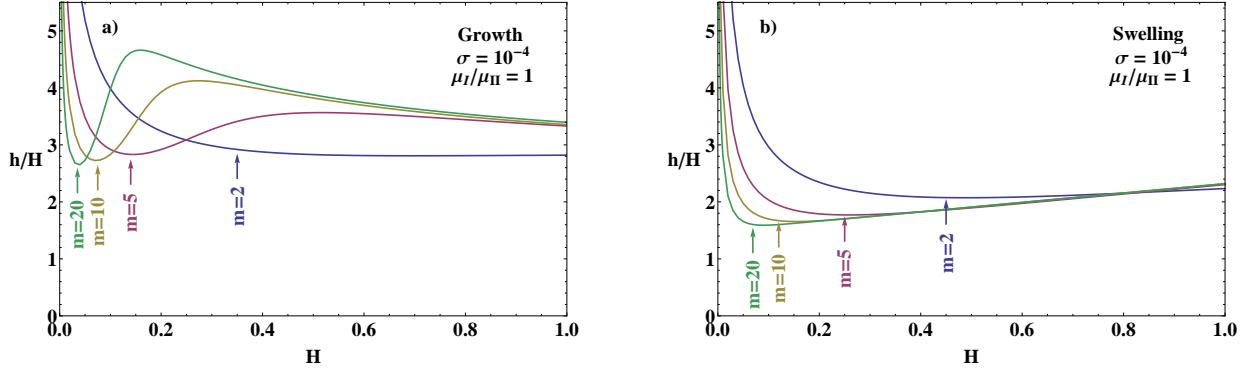 a)
Growth
σ = 10⁻⁴
μ_I/μ_II = 1
5
4
3
2
1
0
h/H
m=20
m=10
m=5
m=2
0.0 0.2 0.4 0.6 0.8 1.0
H
b)
Swelling
σ = 10⁻⁴
μ_I/μ_II = 1
5
4
3
2
1
0
h/H
m=20
m=10
m=5
m=2
0.0 0.2 0.4 0.6 0.8 1.0
H